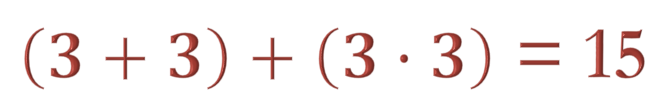 (3 + 3) + (3 · 3) = 15